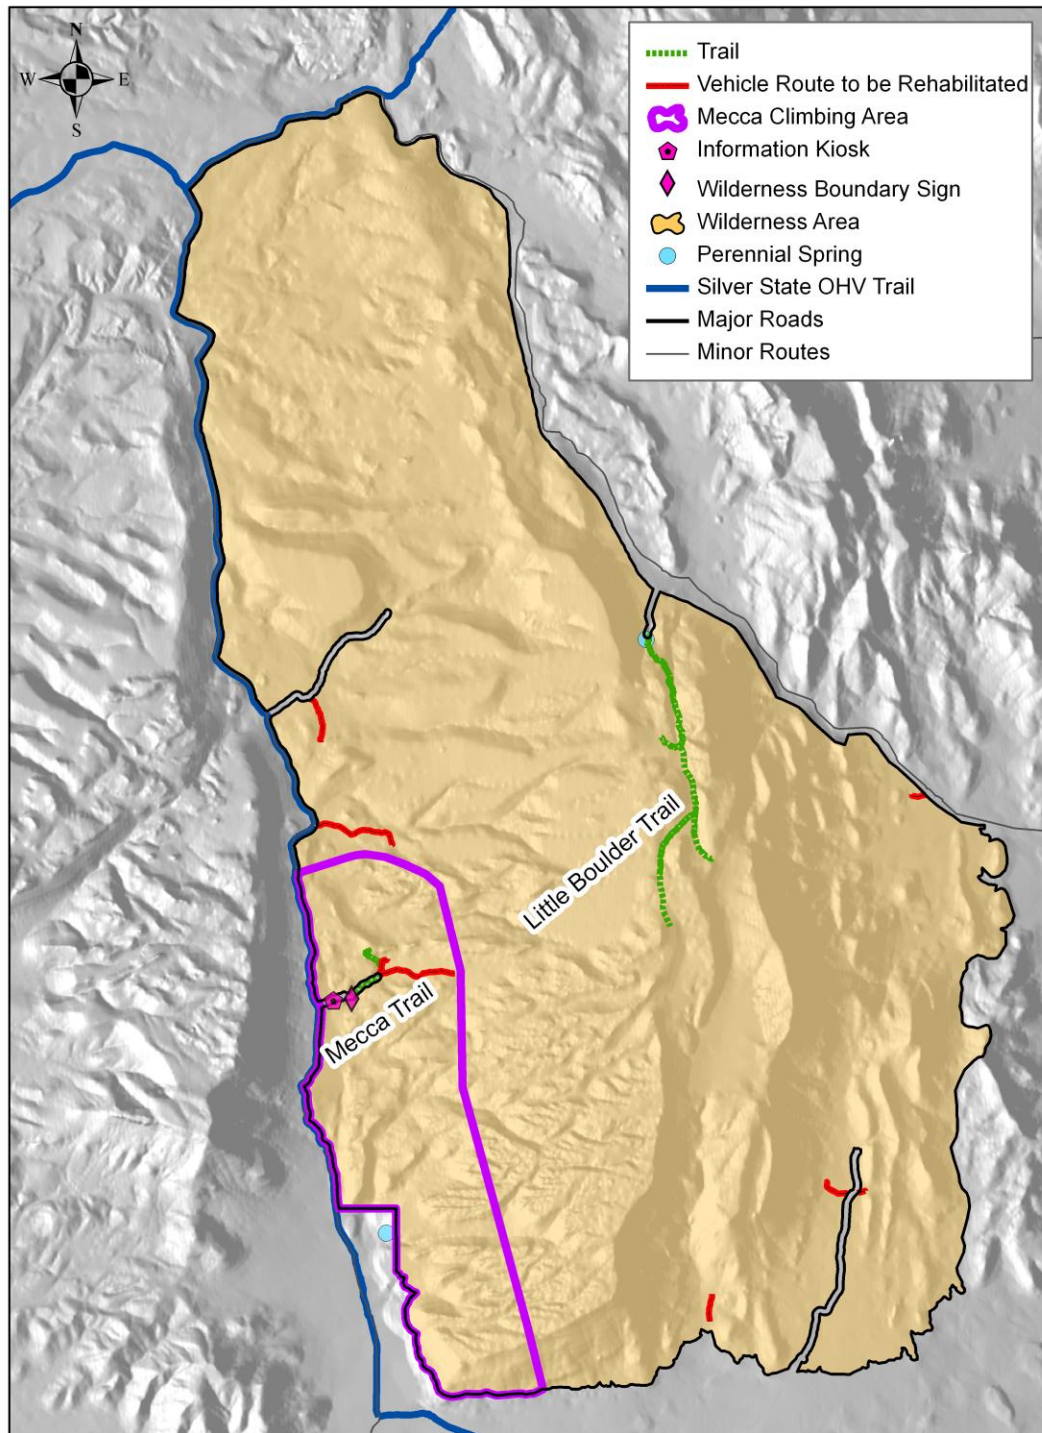 N
W E
S
Trail
Vehicle Route to be Rehabilitated
Mecca Climbing Area
Information Kiosk
Wilderness Boundary Sign
Wilderness Area
Perennial Spring
Silver State OHV Trail
Major Roads
Minor Routes
Little Boulder Trail
Mecca Trail